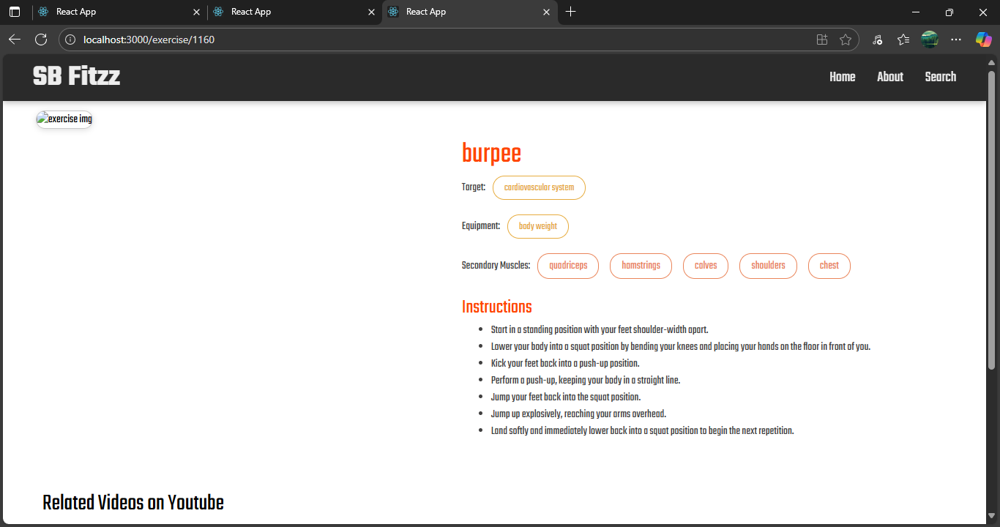 React App React App React App
localhost:3000/exercise/1160
SB Fitzz Home About Search
exercise img
burpee
Target: cardiovascular system
Equipment: body weight
Secondary Muscles: quadriceps hamstrings calves shoulders chest
Instructions
Start in a standing position with your feet shoulder-width apart.
Lower your body into a squat position by bending your knees and placing your hands on the floor in front of you.
Kick your feet back into a push-up position.
Perform a push-up, keeping your body in a straight line.
Jump your feet back into the squat position.
Jump up explosively, reaching your arms overhead.
Land softly and immediately lower back into a squat position to begin the next repetition.
Related Videos on Youtube